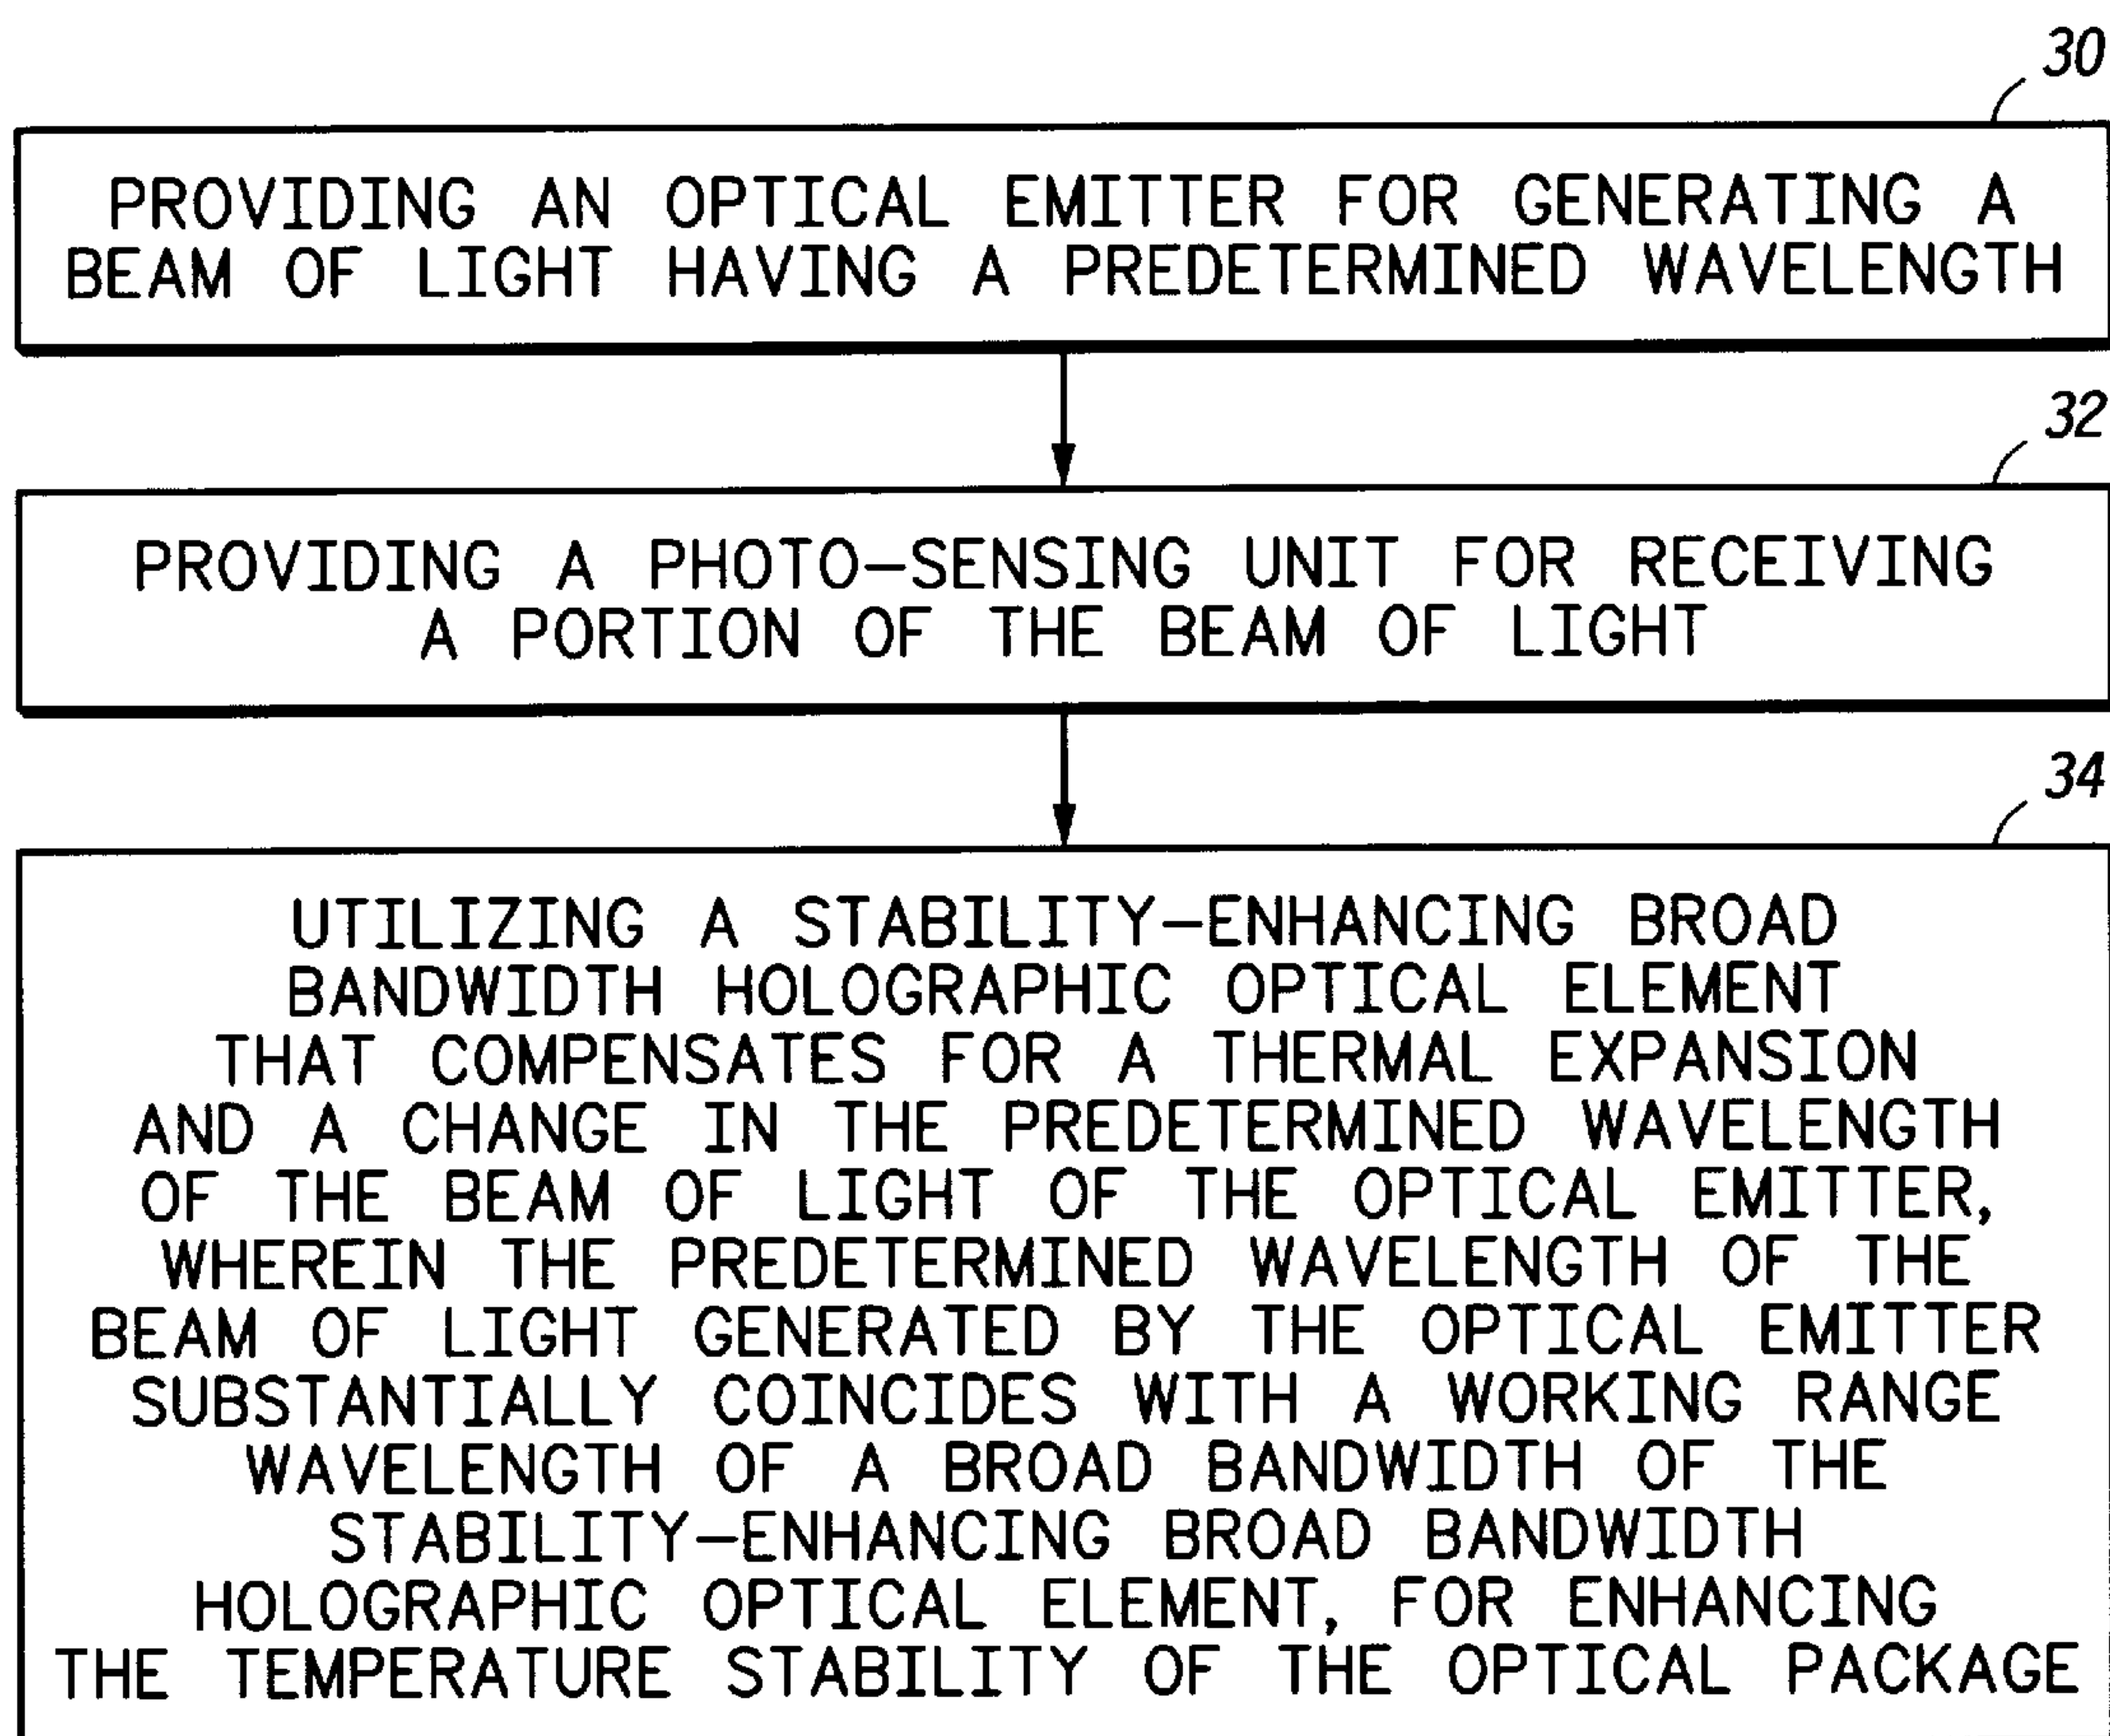 30
PROVIDING AN OPTICAL EMITTER FOR GENERATING A
BEAM OF LIGHT HAVING A PREDETERMINED WAVELENGTH
32
PROVIDING A PHOTO-SENSING UNIT FOR RECEIVING
A PORTION OF THE BEAM OF LIGHT
34
UTILIZING A STABILITY-ENHANCING BROAD
BANDWIDTH HOLOGRAPHIC OPTICAL ELEMENT
THAT COMPENSATES FOR A THERMAL EXPANSION
AND A CHANGE IN THE PREDETERMINED WAVELENGTH
OF THE BEAM OF LIGHT OF THE OPTICAL EMITTER,
WHEREIN THE PREDETERMINED WAVELENGTH OF THE
BEAM OF LIGHT GENERATED BY THE OPTICAL EMITTER
SUBSTANTIALLY COINCIDES WITH A WORKING RANGE
WAVELENGTH OF A BROAD BANDWIDTH OF THE
STABILITY-ENHANCING BROAD BANDWIDTH
HOLOGRAPHIC OPTICAL ELEMENT, FOR ENHANCING
THE TEMPERATURE STABILITY OF THE OPTICAL PACKAGE